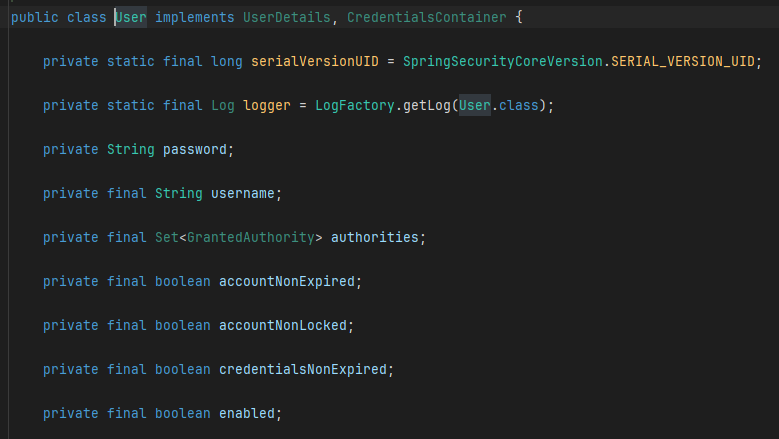 public class User implements UserDetails, CredentialsContainer {
private static final long serialVersionUID = SpringSecurityCoreVersion.SERIAL_VERSION_UID;
private static final Log logger = LogFactory.getLog(User.class);
private String password;
private final String username;
private final Set<GrantedAuthority> authorities;
private final boolean accountNonExpired;
private final boolean accountNonLocked;
private final boolean credentialsNonExpired;
private final boolean enabled;